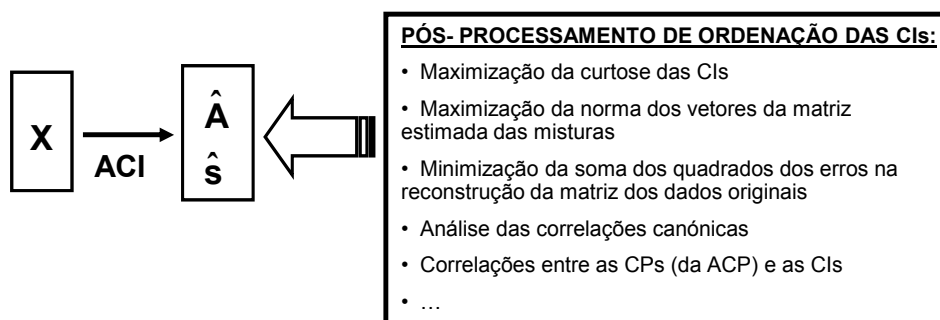 X
ACI
Â
ŝ
PÓS- PROCESSAMENTO DE ORDENAÇÃO DAS CIs:
• Maximização da curtose das CIs
• Maximização da norma dos vetores da matriz
estimada das misturas
• Minimização da soma dos quadrados dos erros na
reconstrução da matriz dos dados originais
• Análise das correlações canónicas
• Correlações entre as CPs (da ACP) e as CIs
• …